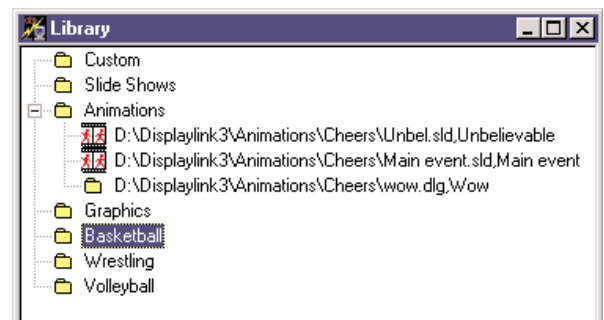 Library
Custom
Slide Shows
Animations
D:\Displaylink3\Animations\Cheers\Unbel.sld,Unbelievable
D:\Displaylink3\Animations\Cheers\Main event.sld,Main event
D:\Displaylink3\Animations\Cheers\wow.dlg,Wow
Graphics
Basketball
Wrestling
Volleyball